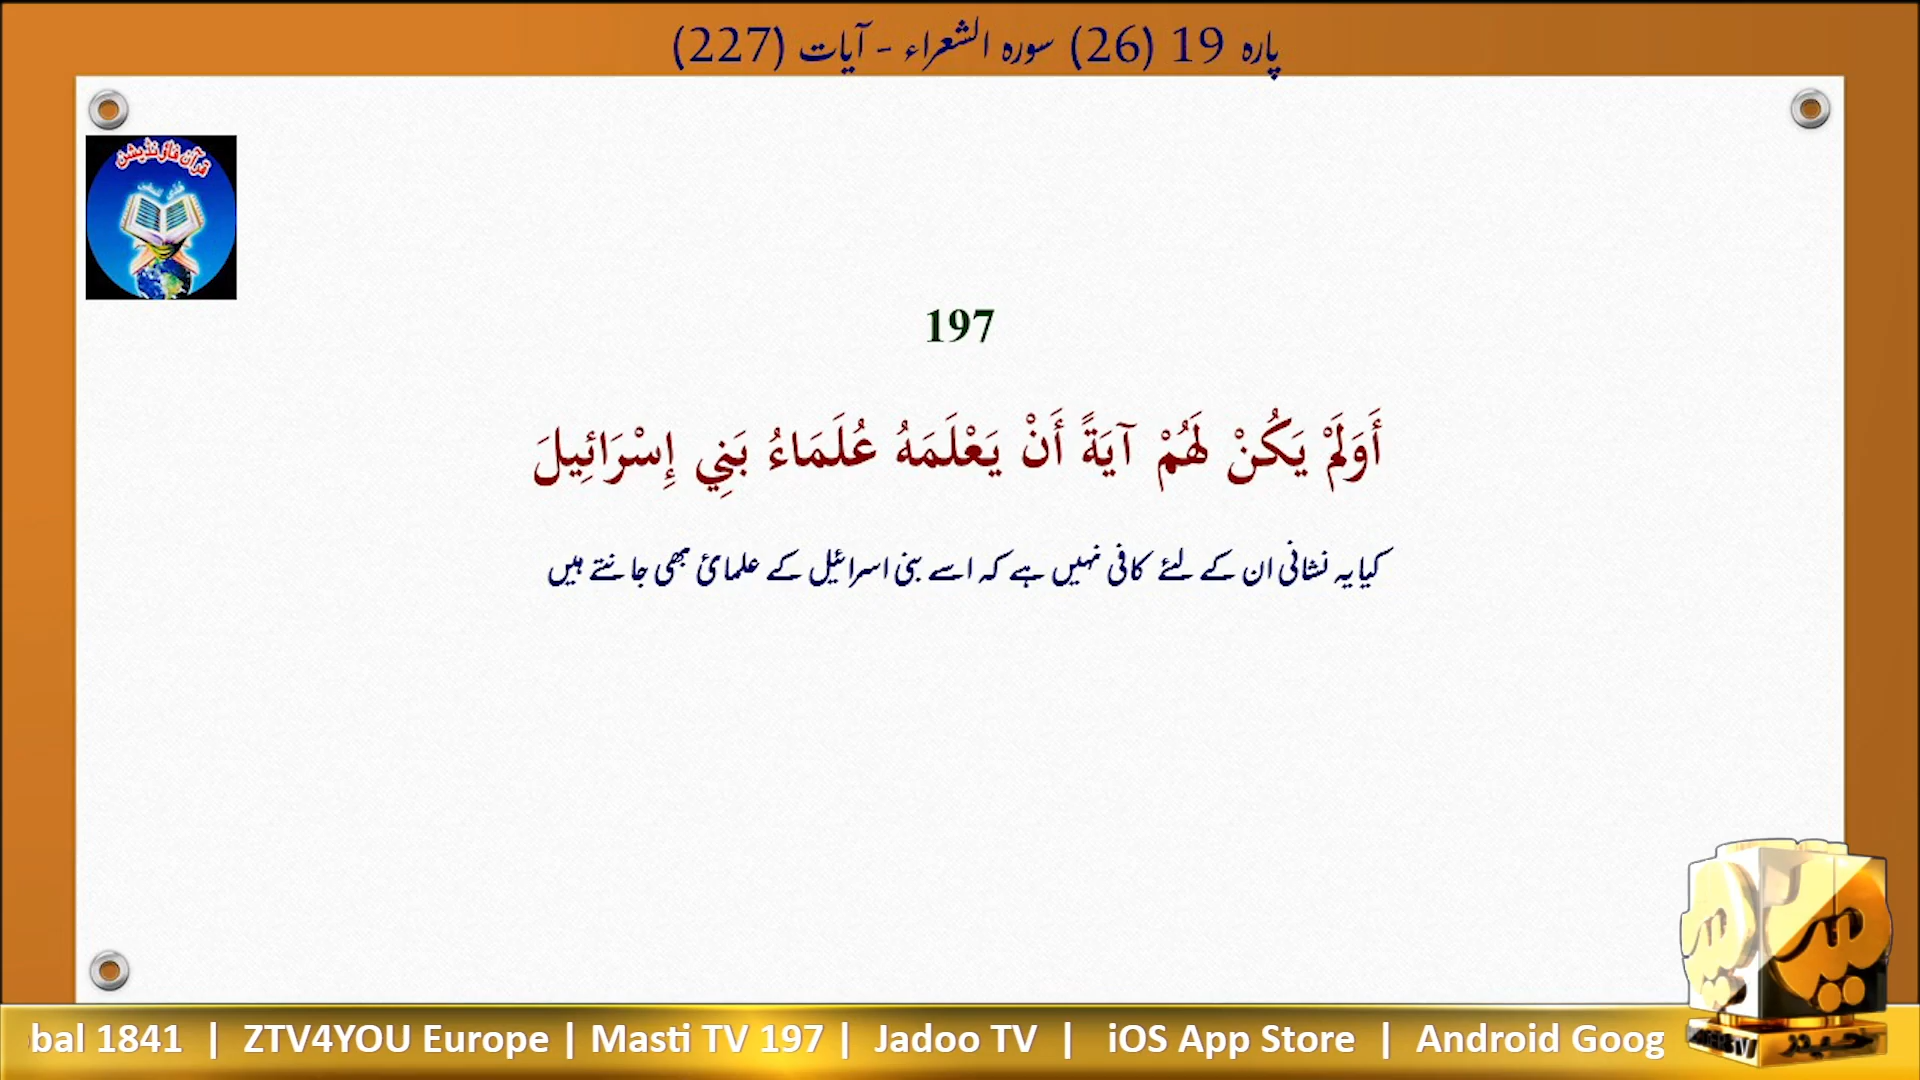 پارہ 19 (26) سورہ الشعراء - آیات (227)
قرآن فاؤنڈیشن
197
أَوَلَمْ يَكُنْ لَهُمْ آيَةً أَنْ يَعْلَمَهُ عُلَمَاءُ بَنِي إِسْرَائِيلَ
کیا یہ نشانی ان کے لئے کافی نہیں ہے کہ اسے بنی اسرائیل کے علمائ بھی جانتے ہیں
bal 1841 | ZTV4YOU Europe | Masti TV 197 | Jadoo TV | iOS App Store | Android Goog